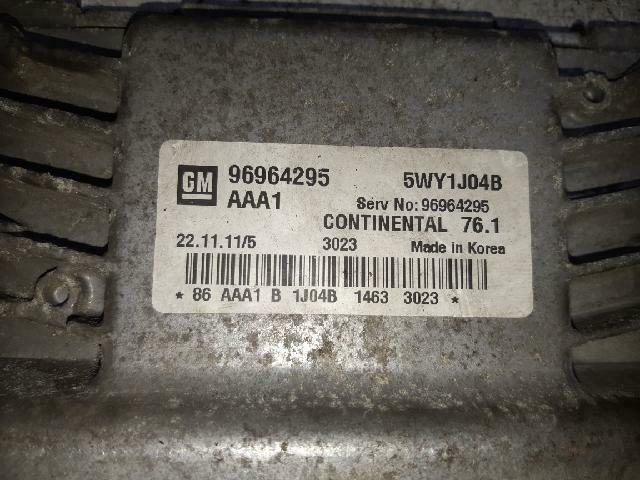 GM 96964295 5WY1J04B
AAA1 Serv No: 96964295
CONTINENTAL 76.1
22.11.11/5 3023 Made in Korea
* 86 AAA1 B 1J04B 1463 3023 *